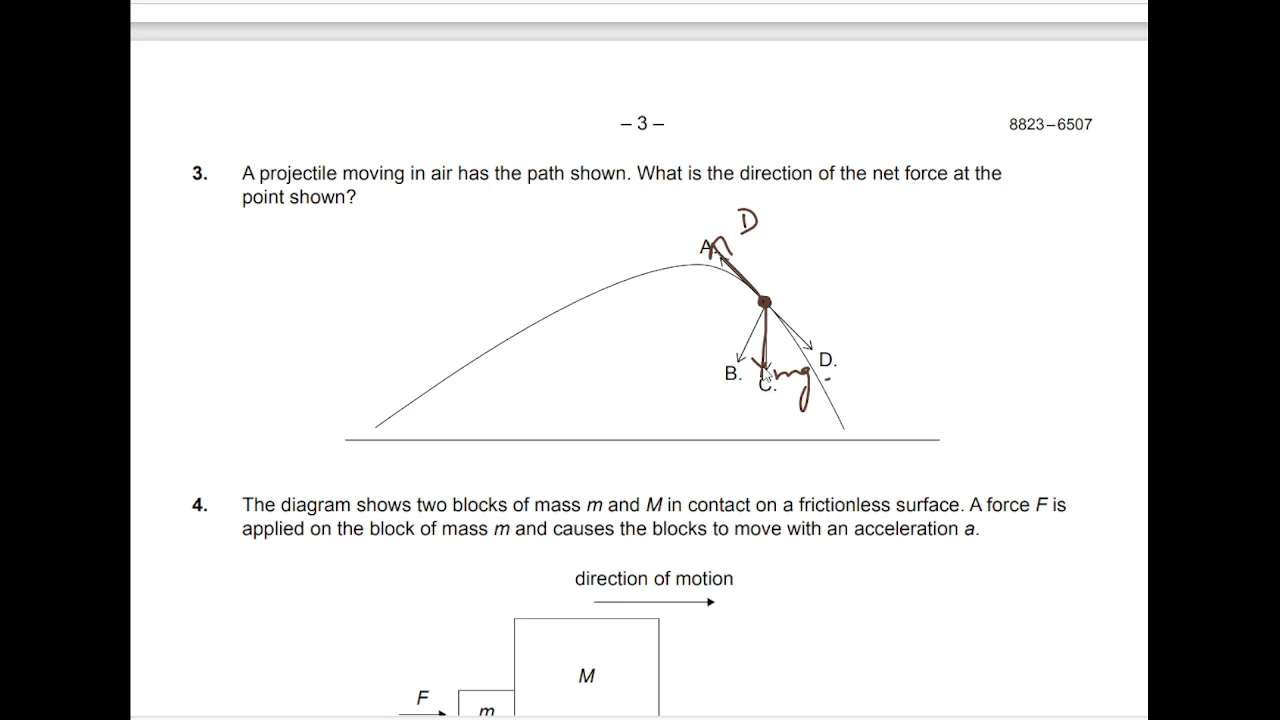 – 3 –
8823–6507
3. A projectile moving in air has the path shown. What is the direction of the net force at the
point shown?
D
A.
B.
C.
mg
D.
4. The diagram shows two blocks of mass m and M in contact on a frictionless surface. A force F is
applied on the block of mass m and causes the blocks to move with an acceleration a.
direction of motion
M
F
m